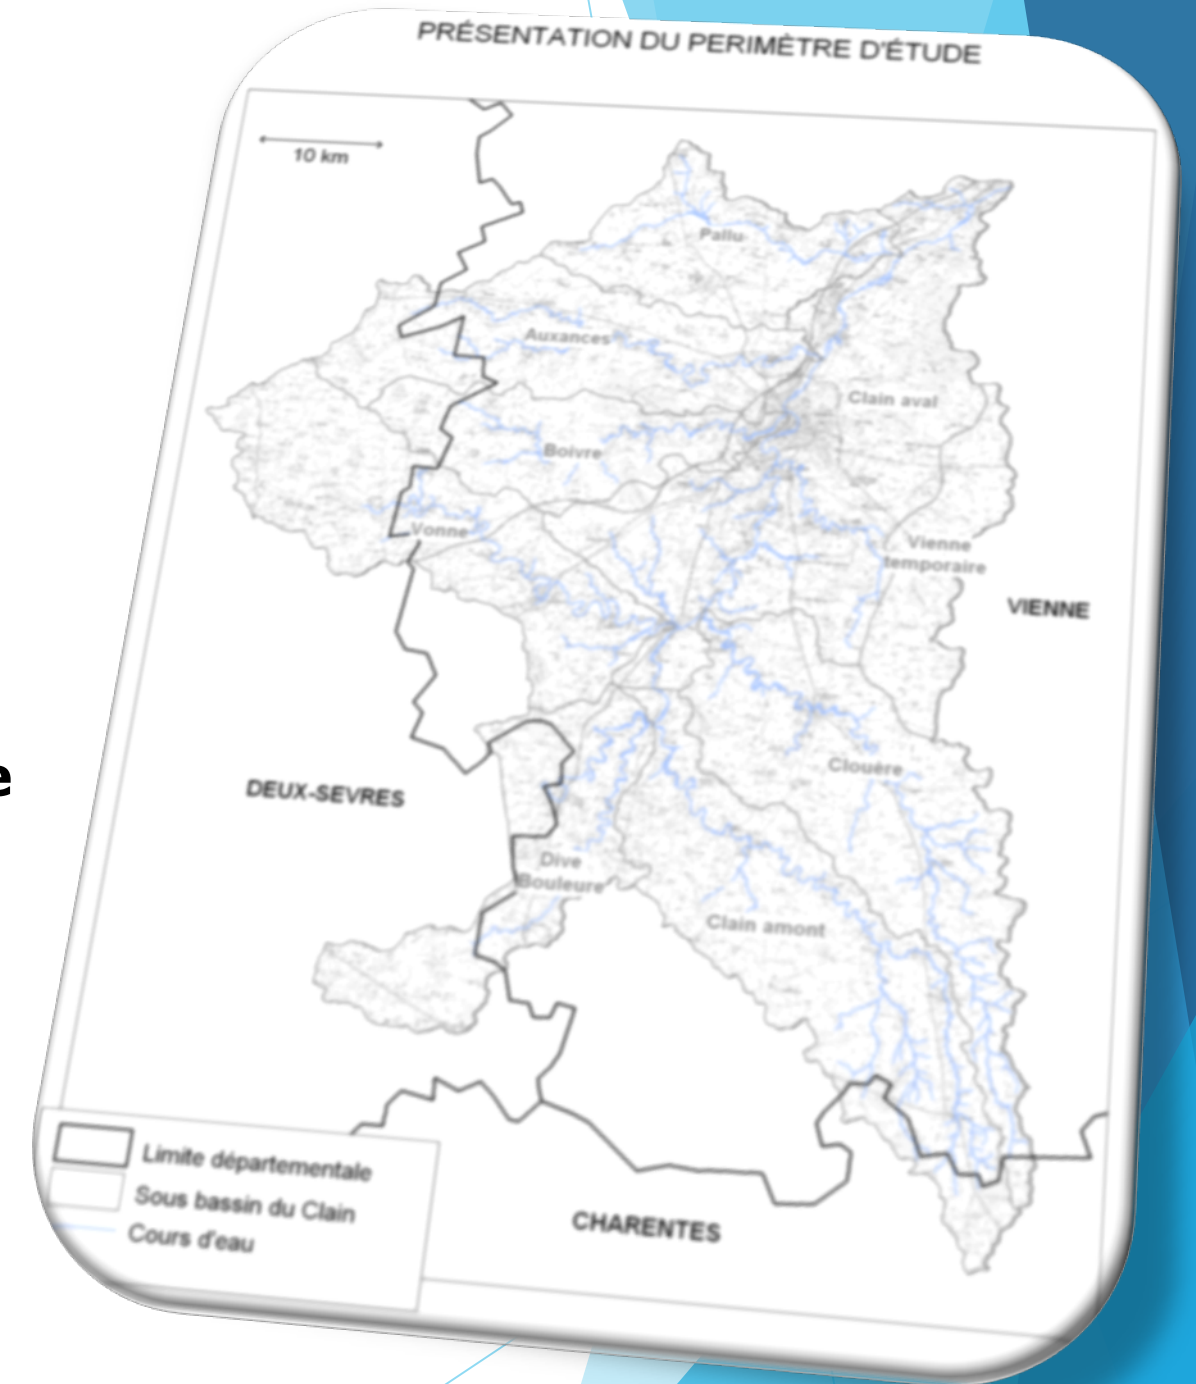 PRÉSENTATION DU PERIMÈTRE D'ÉTUDE
10 km
Pallu
Auxances
Clain aval
Boivre
Vonne
Vienne
temporaire
VIENNE
e
Clouère
DEUX-SEVRES
Dive
Bouleure
Clain amont
Limite départementale
Sous bassin du Clain
Cours d'eau
CHARENTES